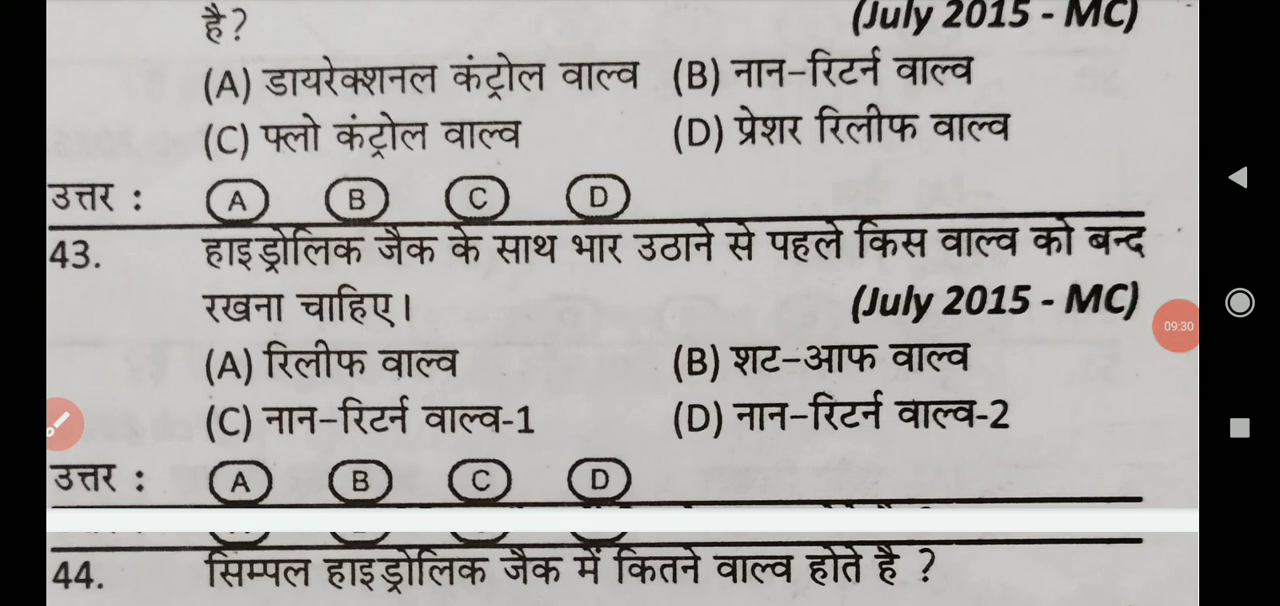 है?
(July 2015 - MC)
(A) डायरेक्शनल कंट्रोल वाल्व (B) नान-रिटर्न वाल्व
(C) फ्लो कंट्रोल वाल्व (D) प्रेशर रिलीफ वाल्व
उत्तर : A B C D
43. हाइड्रोलिक जैक के साथ भार उठाने से पहले किस वाल्व को बन्द
रखना चाहिए। (July 2015 - MC)
09:30
(A) रिलीफ वाल्व (B) शट-आफ वाल्व
(C) नान-रिटर्न वाल्व-1 (D) नान-रिटर्न वाल्व-2
उत्तर : A B C D
44. सिम्पल हाइड्रोलिक जैक में कितने वाल्व होते है ?